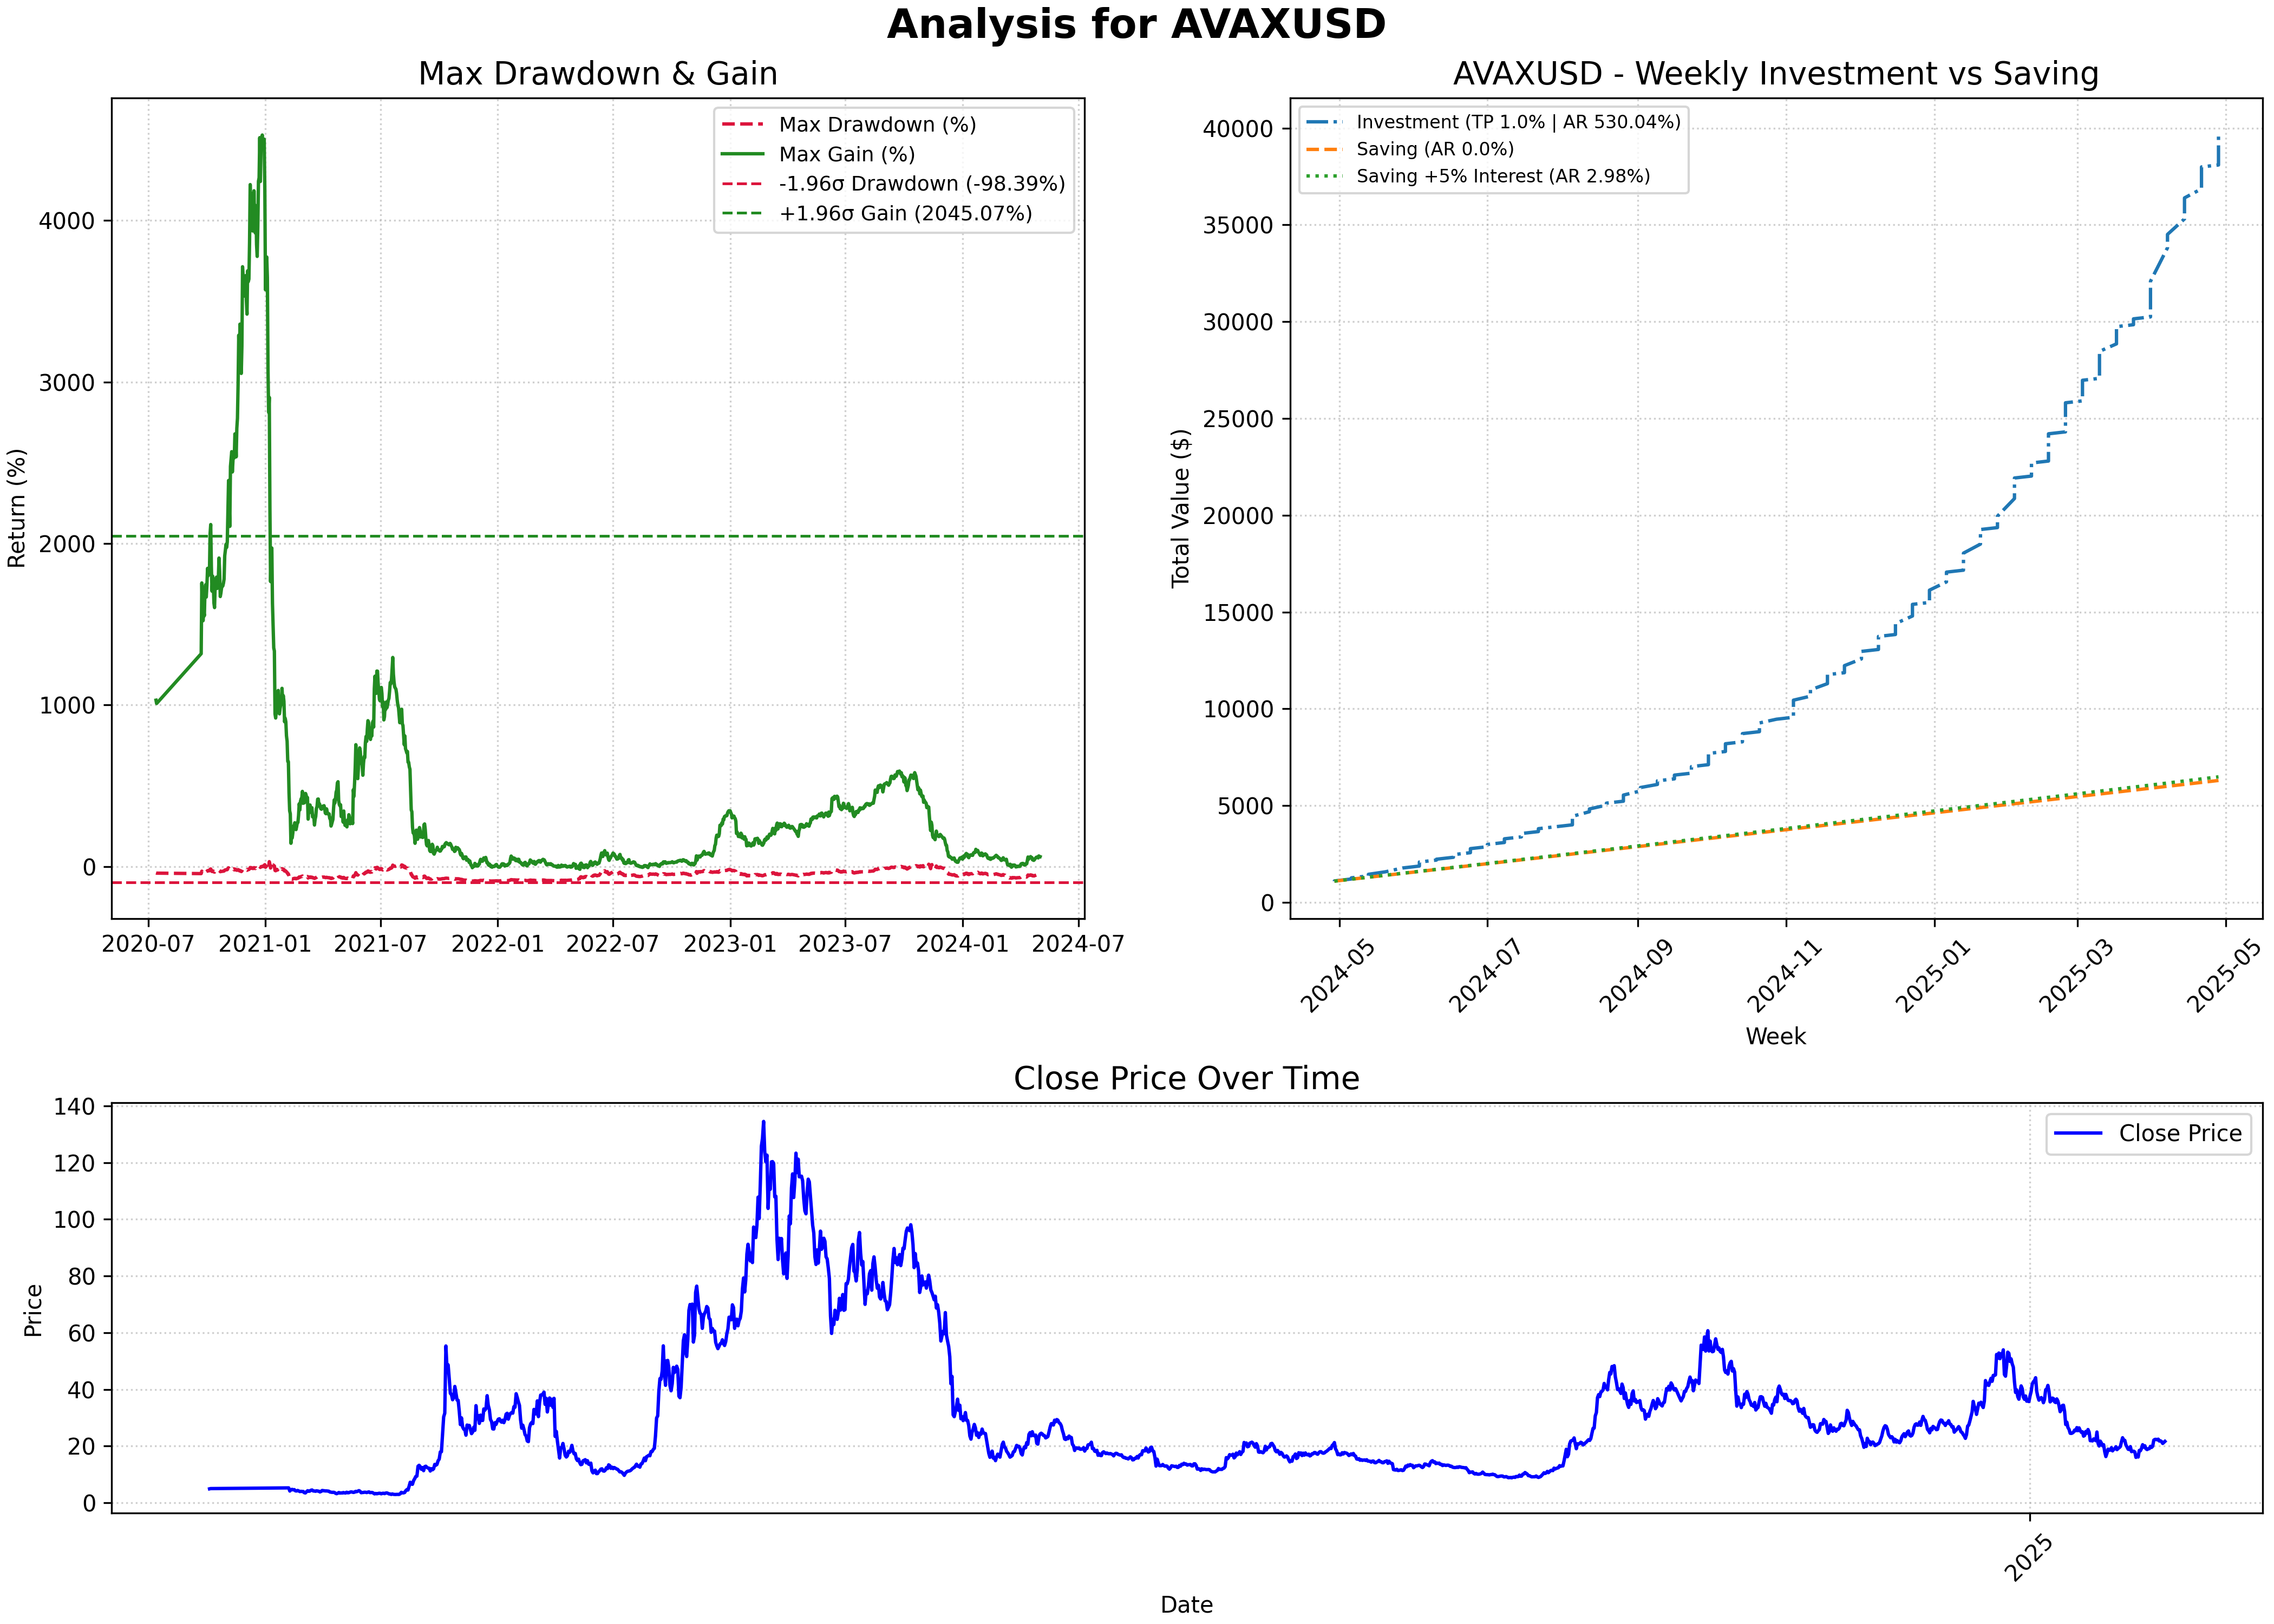 Analysis for AVAXUSD
Max Drawdown & Gain
Return (%)
4000
3000
2000
1000
0
2020-07
2021-01
2021-07
2022-01
2022-07
2023-01
2023-07
2024-01
2024-07
Max Drawdown (%)
Max Gain (%)
-1.96σ Drawdown (-98.39%)
+1.96σ Gain (2045.07%)
AVAXUSD - Weekly Investment vs Saving
Total Value ($)
40000
35000
30000
25000
20000
15000
10000
5000
0
Investment (TP 1.0% | AR 530.04%)
Saving (AR 0.0%)
Saving +5% Interest (AR 2.98%)
2024-05
2024-07
2024-09
2024-11
2025-01
2025-03
2025-05
Week
Close Price Over Time
Price
140
120
100
80
60
40
20
0
Close Price
2025
Date